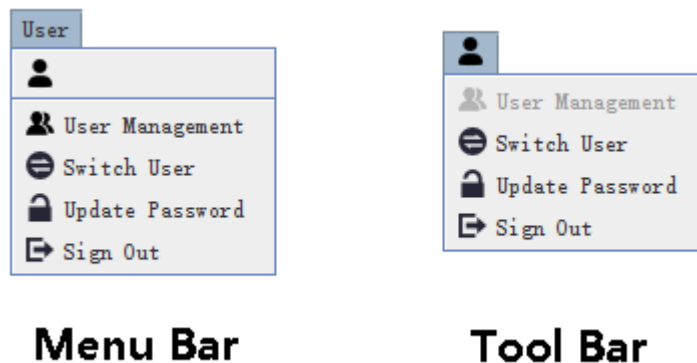 User
User Management
Switch User
Update Password
Sign Out
Menu Bar
User Management
Switch User
Update Password
Sign Out
Tool Bar